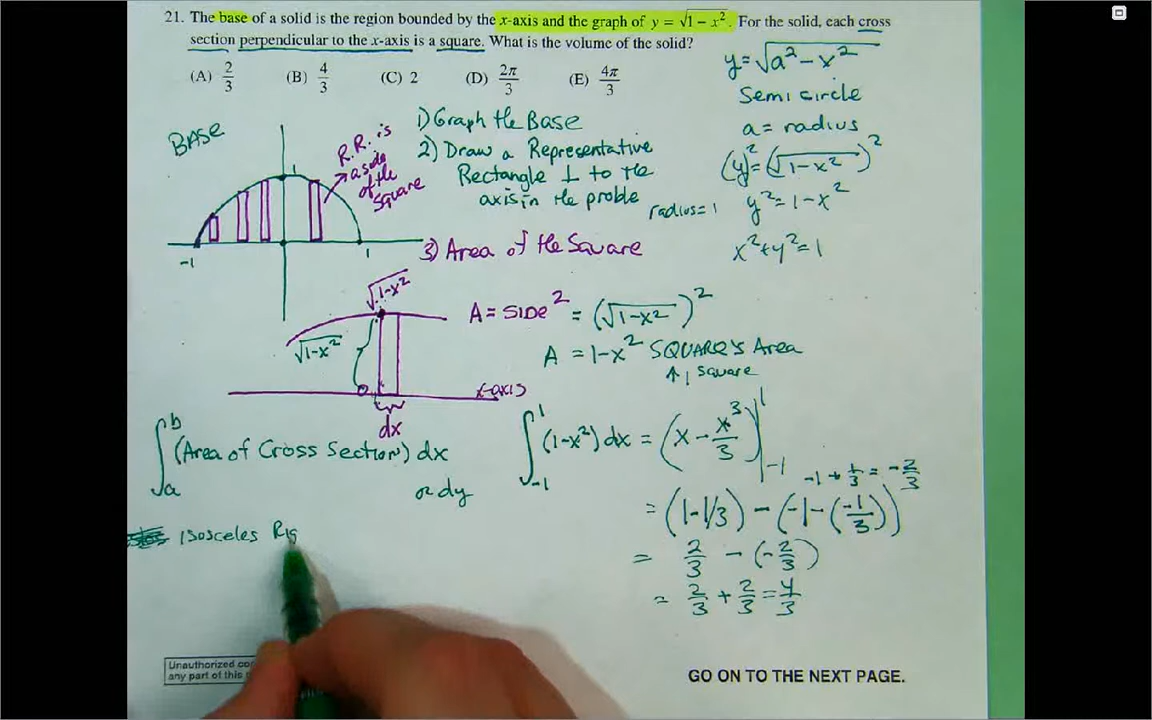 21. The base of a solid is the region bounded by the x-axis and the graph of y = √(1 − x²). For the solid, each cross
section perpendicular to the x-axis is a square. What is the volume of the solid?
(A) 2/3 (B) 4/3 (C) 2 (D) 2π/3 (E) 4π/3
y = √(a² − x²)
Semi circle
a = radius
(y)² = (√(1−x²))²
radius = 1
y² = 1 − x²
x² + y² = 1
BASE
1
-1
1
R.R. is
a side
of the
square
1) Graph the Base
2) Draw a Representative
Rectangle ⊥ to the
axis in the proble
3) Area of the Square
√(1−x²)
√(1−x²)
x-axis
dx
A = SIDE² = (√(1−x²))²
A = 1−x² SQUARE'S Area
↑ 1 square
∫_a^b (Area of Cross Section) dx
or dy
∫_{-1}^{1} (1−x²) dx = (x − x³/3) |_{-1}^{1}
-1 + 1/3 = -2/3
= (1 − 1/3) − (−1 − (−1/3))
= 2/3 − (−2/3)
= 2/3 + 2/3 = 4/3
Isosceles Rig
Unauthorized
any part of this
GO ON TO THE NEXT PAGE.